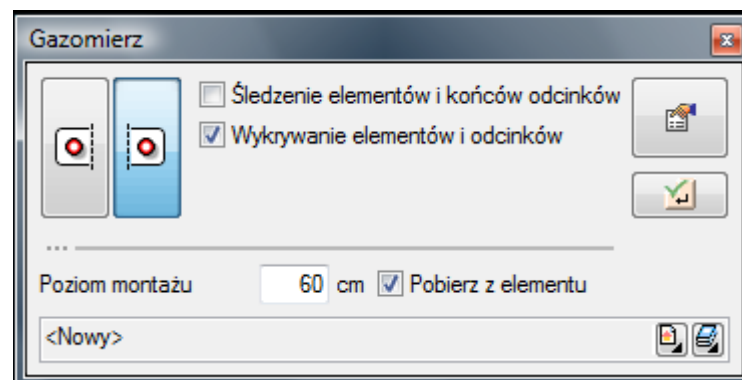 Gazomierz
Śledzenie elementów i końców odcinków
Wykrywanie elementów i odcinków
...
Poziom montażu 60 cm Pobierz z elementu
<Nowy>